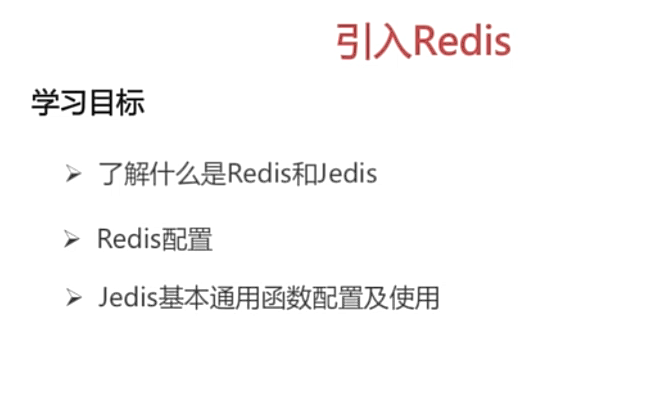 引入Redis
学习目标
了解什么是Redis和Jedis
Redis配置
Jedis基本通用函数配置及使用